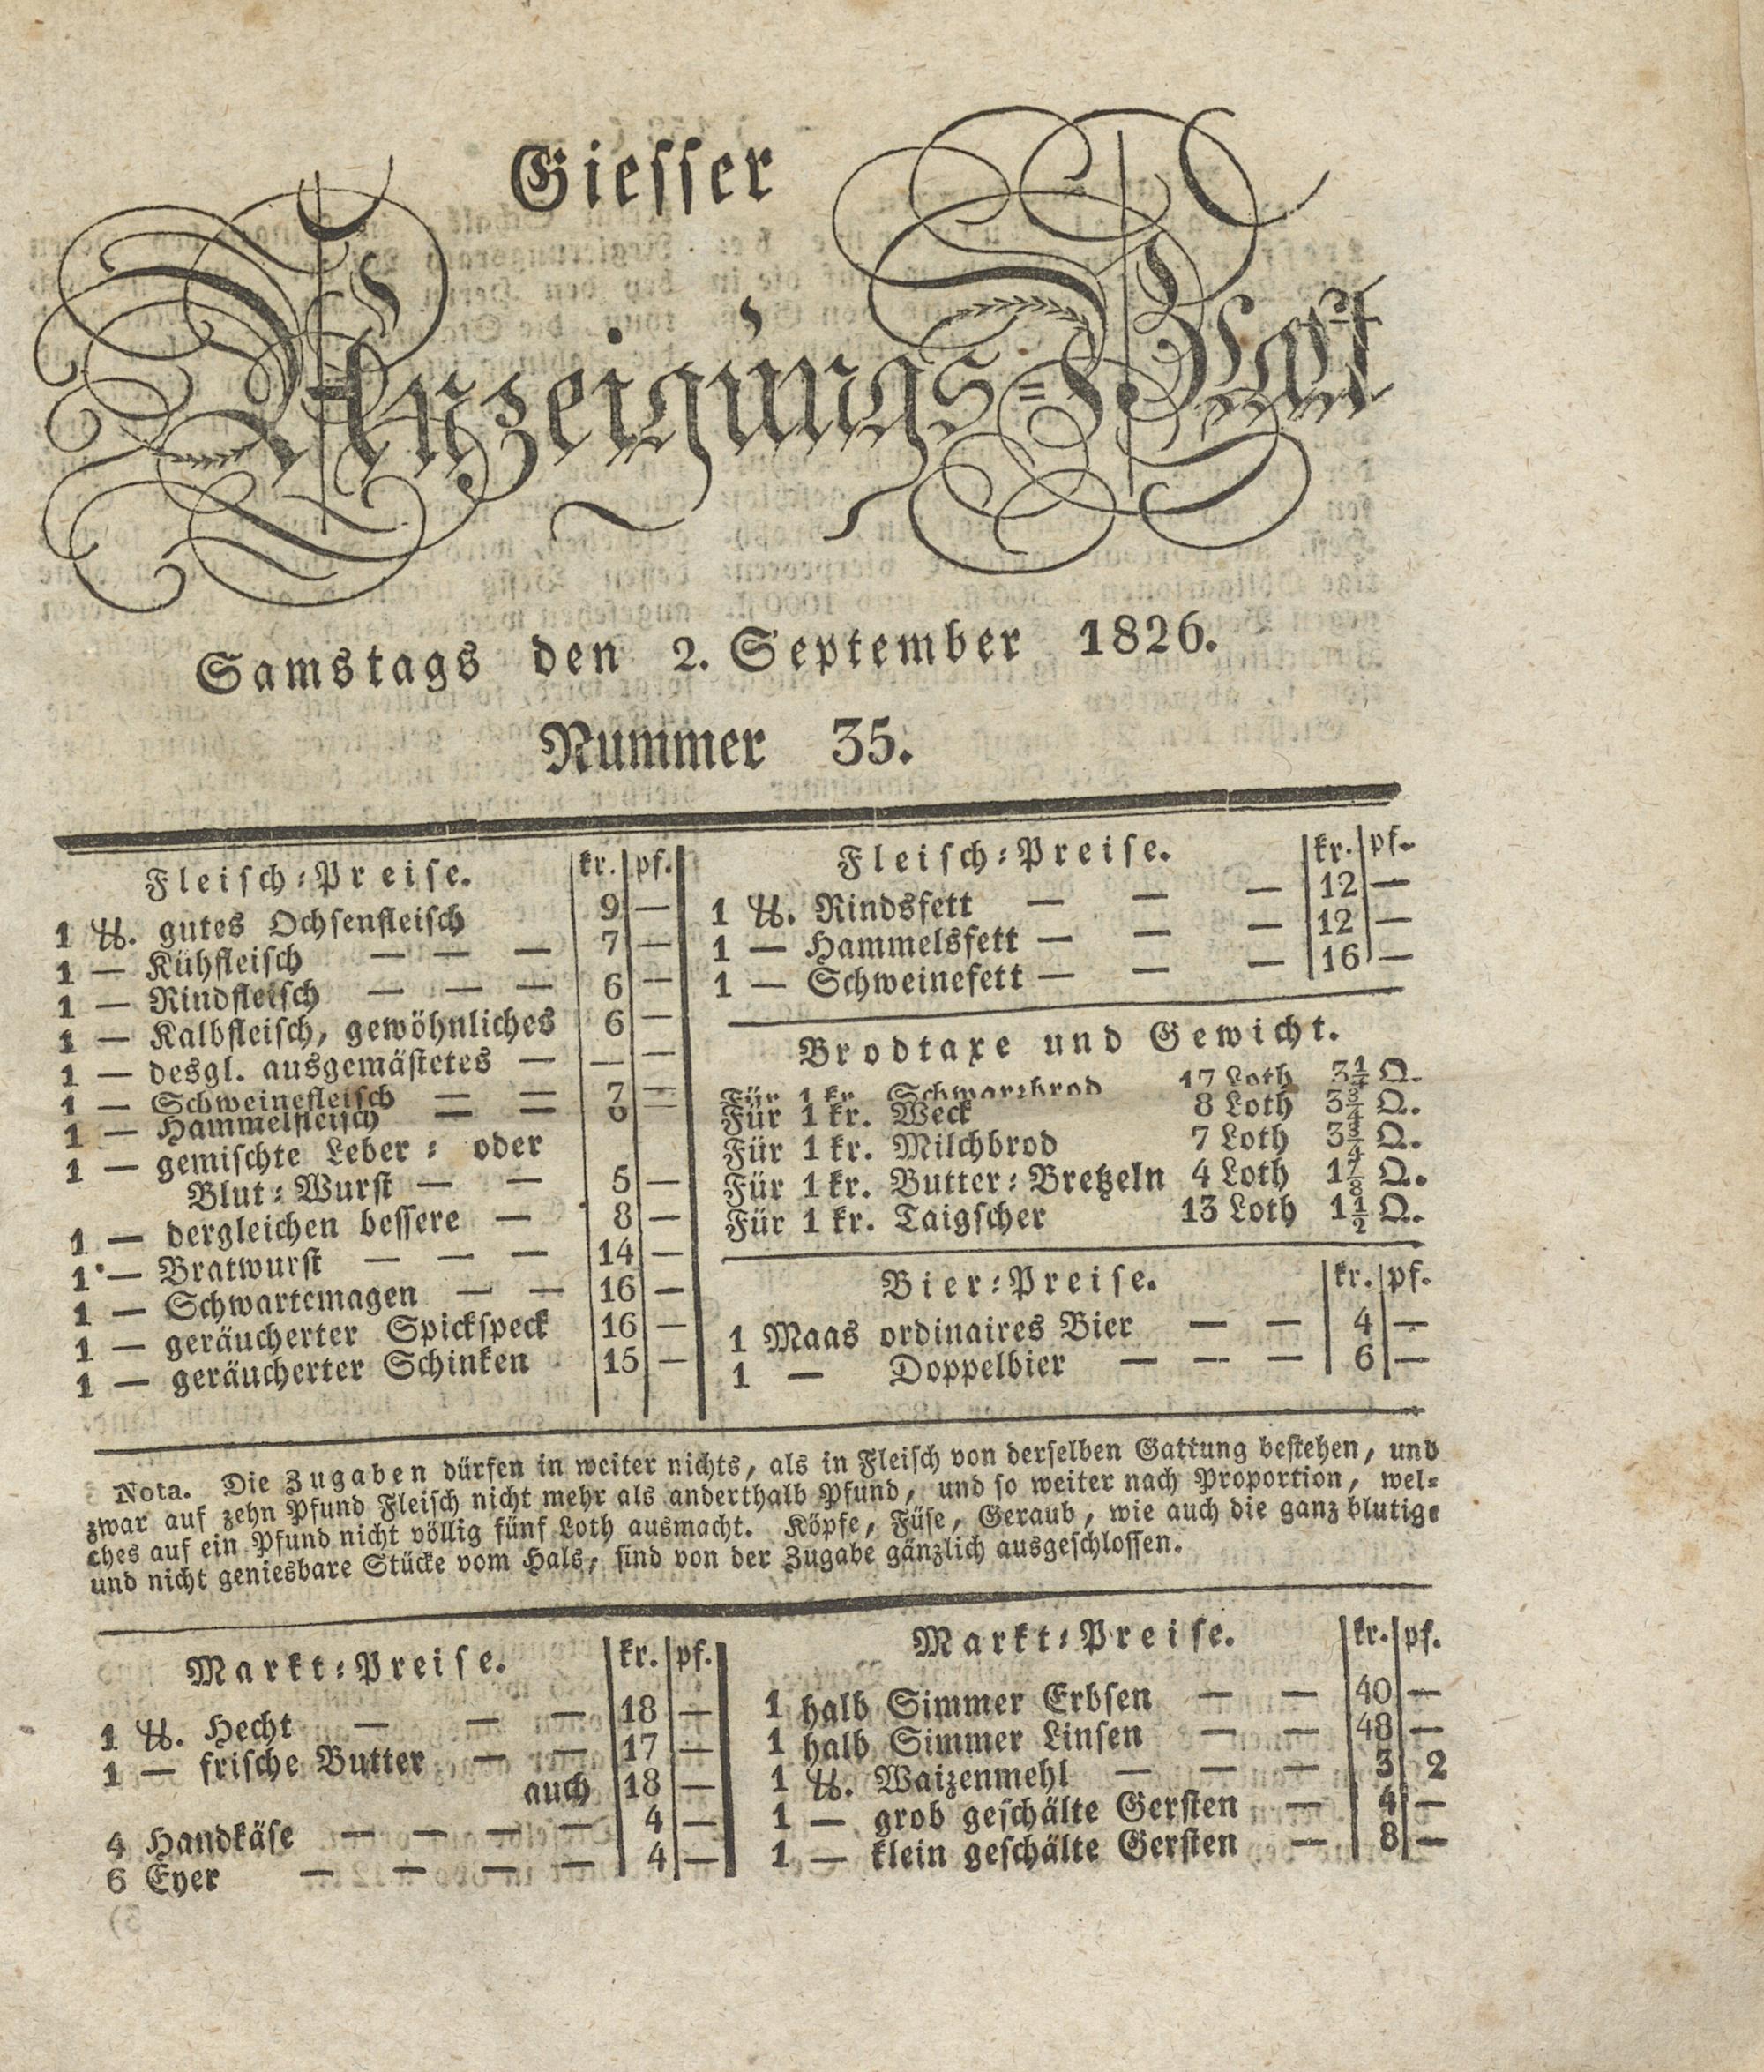 Giesser
Anzeigungs=Blatt
Samstags den 2. September 1826.
Nummer 35.
Fleisch=Preise. kr. pf.
1 ℔. gutes Ochsenfleisch 9 —
1 — Kühfleisch — — — 7 —
1 — Rindfleisch — — — 6 —
1 — Kalbfleisch, gewöhnliches 6 —
1 — desgl. ausgemästetes — — —
1 — Schweinefleisch — — 7 —
1 — Hammelfleisch — — 6 —
1 — gemischte Leber= oder
Blut=Wurst — — 5 —
1 — dergleichen bessere — 8 —
1 — Bratwurst — — — 14 —
1 — Schwartemagen — — 16 —
1 — geräucherter Spickspeck 16 —
1 — geräucherter Schinken 15 —
Fleisch=Preise. kr. pf.
1 ℔. Rindsfett — — — 12 —
1 — Hammelsfett — — — 12 —
1 — Schweinefett — — — 16 —
Brodtaxe und Gewicht.
Für 1 kr. Schwarzbrod 17 Loth 3 1/4 Q.
Für 1 kr. Weck 8 Loth 3 3/4 Q.
Für 1 kr. Milchbrod 7 Loth 3 3/4 Q.
Für 1 kr. Butter=Bretzeln 4 Loth 1 7/8 Q.
Für 1 kr. Taigscher 13 Loth 1 1/2 Q.
Bier=Preise. kr. pf.
1 Maas ordinaires Bier — — 4 —
1 — Doppelbier — — — 6 —
Nota. Die Zugaben dürfen in weiter nichts, als in Fleisch von derselben Gattung bestehen, und
zwar auf zehn Pfund Fleisch nicht mehr als anderthalb Pfund, und so weiter nach Proportion, wel=
ches auf ein Pfund nicht völlig fünf Loth ausmacht. Köpfe, Füse, Geraub, wie auch die ganz blutige
und nicht geniesbare Stücke vom Hals, sind von der Zugabe gänzlich ausgeschlossen.
Markt=Preise. kr. pf.
1 ℔. Hecht — — — 18 —
1 — frische Butter — — 17 —
auch 18 —
4 Handkäse — — — — 4 —
6 Eyer — — — — 4 —
Markt=Preise. kr. pf.
1 halb Simmer Erbsen — — 40 —
1 halb Simmer Linsen — — 48 —
1 ℔. Waizenmehl — — — 3 2
1 — grob geschälte Gersten — 4 —
1 — klein geschälte Gersten — 8 —